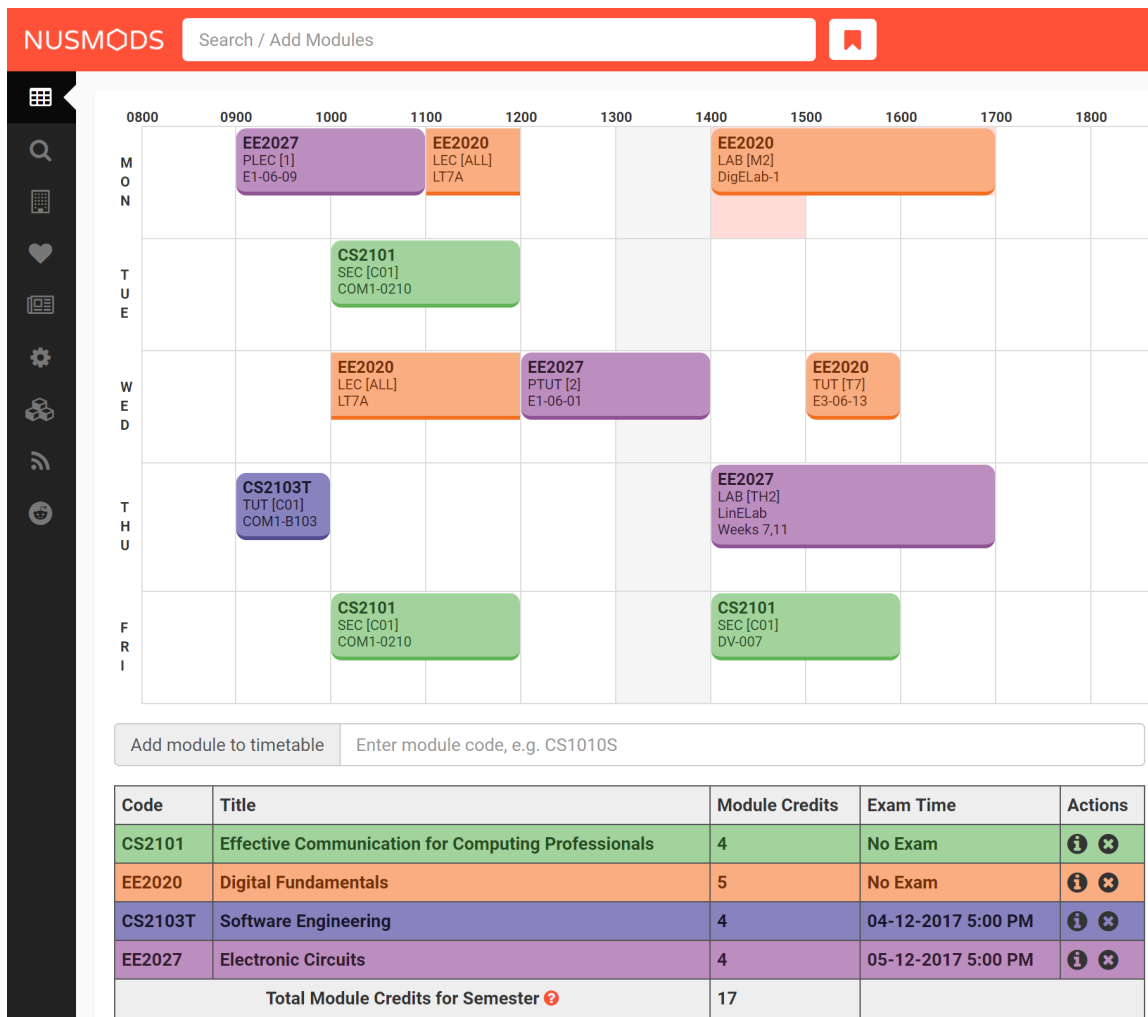 NUSMODS Search / Add Modules
0800 0900 1000 1100 1200 1300 1400 1500 1600 1700 1800
MON
EE2027
PLEC [1]
E1-06-09
EE2020
LEC [ALL]
LT7A
EE2020
LAB [M2]
DigELab-1
TUE
CS2101
SEC [C01]
COM1-0210
WED
EE2020
LEC [ALL]
LT7A
EE2027
PTUT [2]
E1-06-01
EE2020
TUT [T7]
E3-06-13
THU
CS2103T
TUT [C01]
COM1-B103
EE2027
LAB [TH2]
LinELab
Weeks 7,11
FRI
CS2101
SEC [C01]
COM1-0210
CS2101
SEC [C01]
DV-007
Add module to timetable Enter module code, e.g. CS1010S
Code Title Module Credits Exam Time Actions
CS2101 Effective Communication for Computing Professionals 4 No Exam
EE2020 Digital Fundamentals 5 No Exam
CS2103T Software Engineering 4 04-12-2017 5:00 PM
EE2027 Electronic Circuits 4 05-12-2017 5:00 PM
Total Module Credits for Semester ? 17